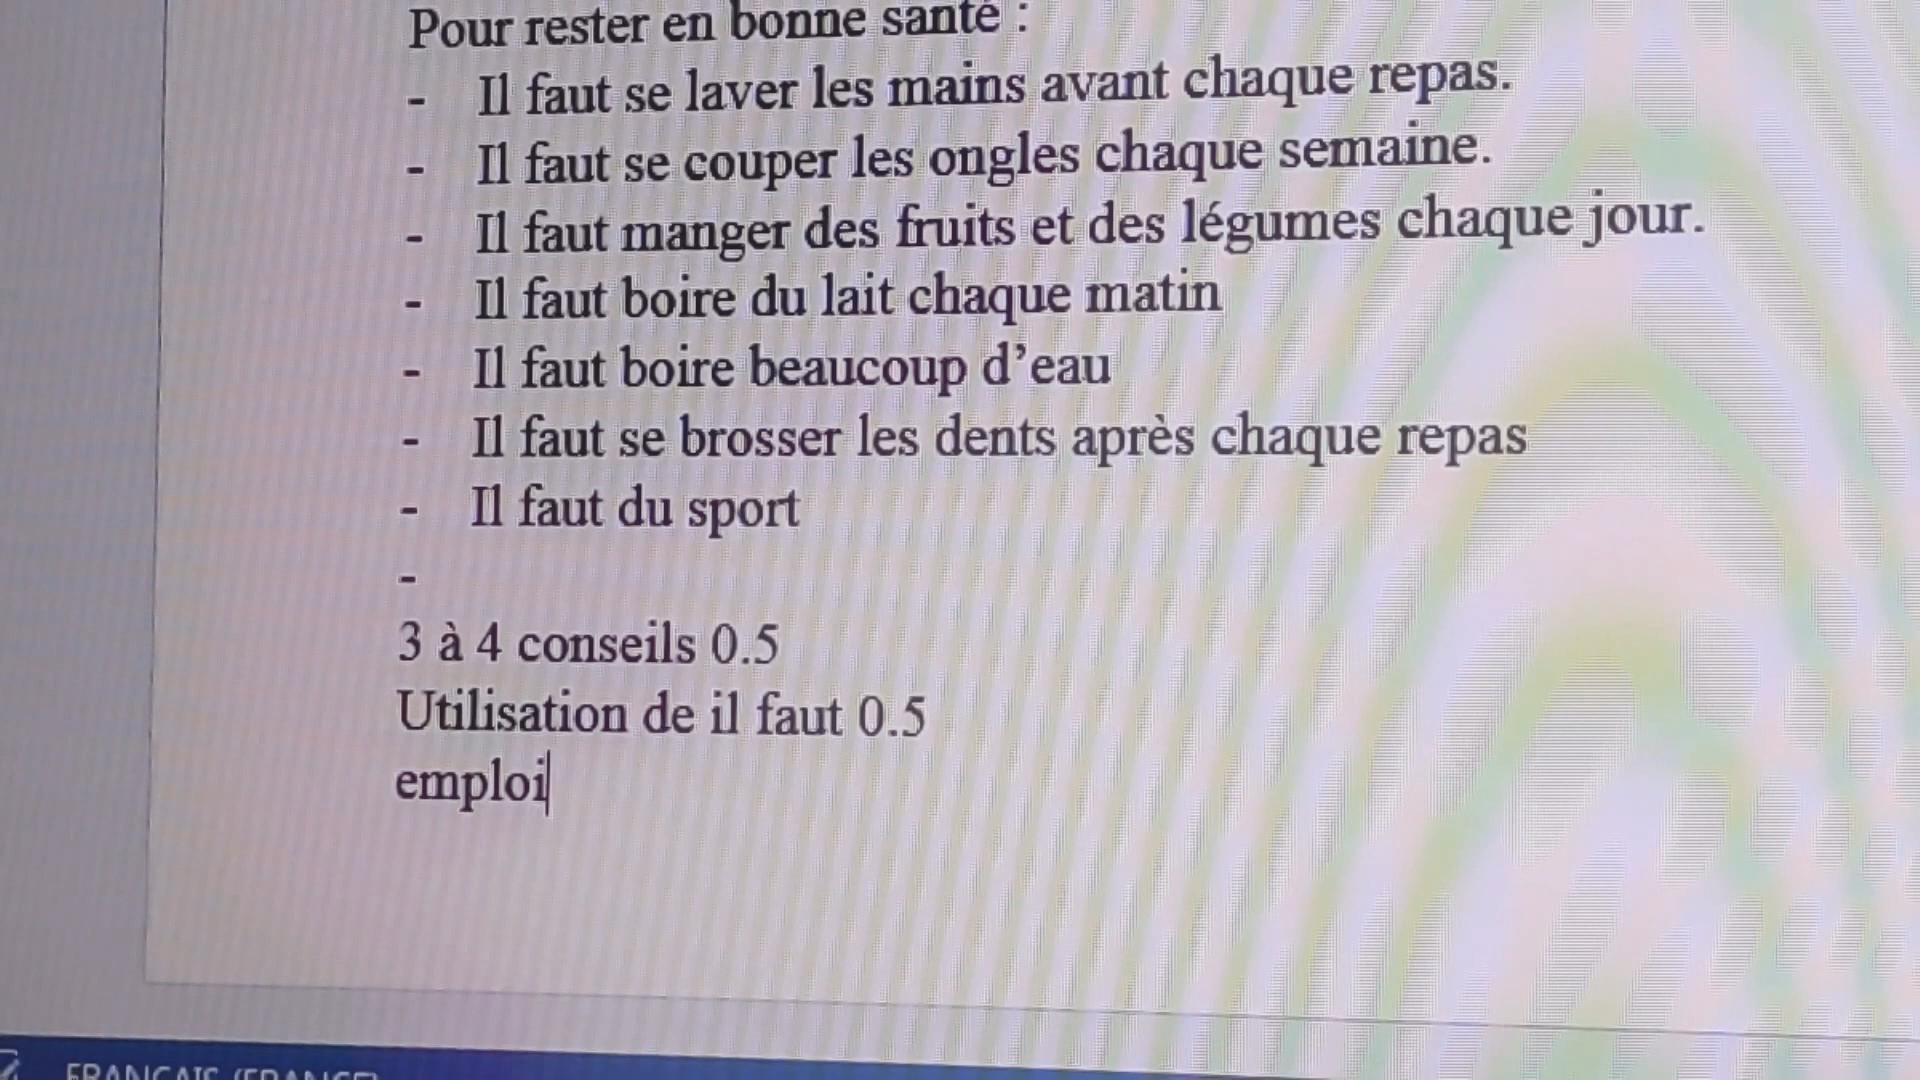 Pour rester en bonne santé :
- Il faut se laver les mains avant chaque repas.
- Il faut se couper les ongles chaque semaine.
- Il faut manger des fruits et des légumes chaque jour.
- Il faut boire du lait chaque matin
- Il faut boire beaucoup d’eau
- Il faut se brosser les dents après chaque repas
- Il faut du sport
-
3 à 4 conseils 0.5
Utilisation de il faut 0.5
emploi
FRANÇAIS (FRANCE)